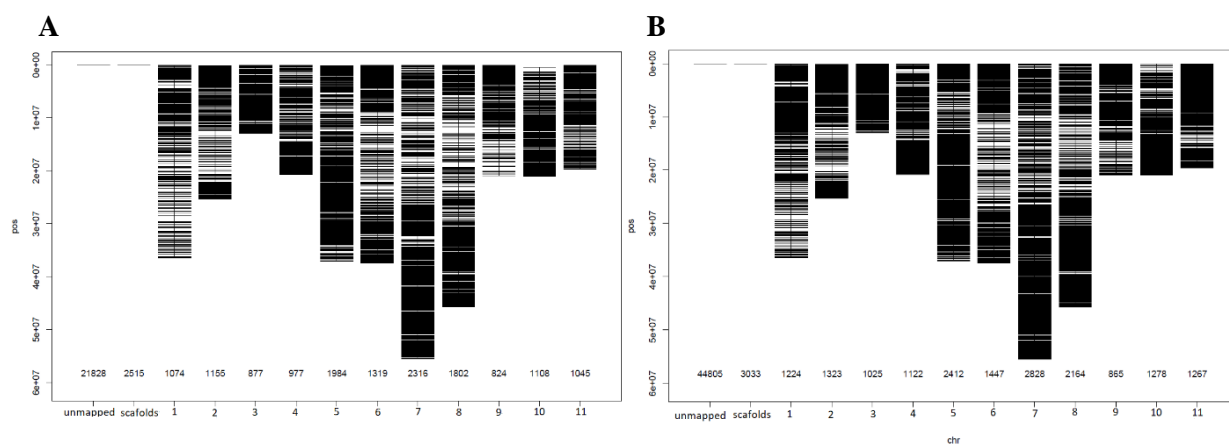 A
0e+00
1e+07
2e+07
3e+07
4e+07
5e+07
6e+07
pos
21828 2515 1074 1155 877 977 1984 1319 2316 1802 824 1108 1045
unmapped scafolds 1 2 3 4 5 6 7 8 9 10 11
B
0e+00
1e+07
2e+07
3e+07
4e+07
5e+07
6e+07
pos
44805 3033 1224 1323 1025 1122 2412 1447 2828 2164 865 1278 1267
unmapped scafolds 1 2 3 4 5 6 7 8 9 10 11
chr